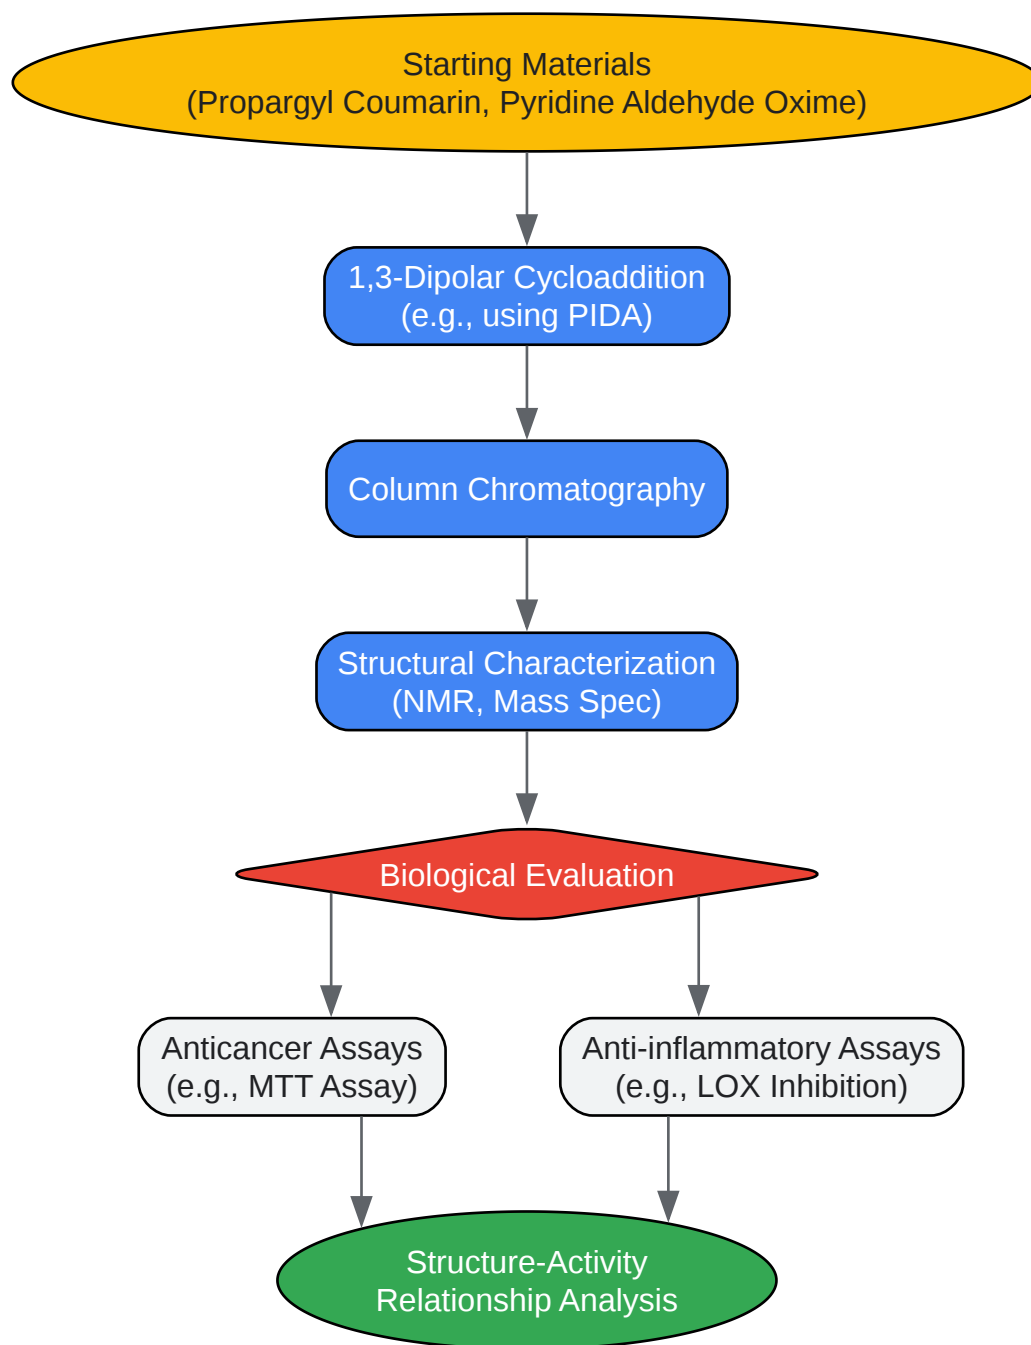 Starting Materials
(Propargyl Coumarin, Pyridine Aldehyde Oxime)
1,3-Dipolar Cycloaddition
(e.g., using PIDA)
Column Chromatography
Structural Characterization
(NMR, Mass Spec)
Biological Evaluation
Anticancer Assays
(e.g., MTT Assay)
Anti-inflammatory Assays
(e.g., LOX Inhibition)
Structure-Activity
Relationship Analysis